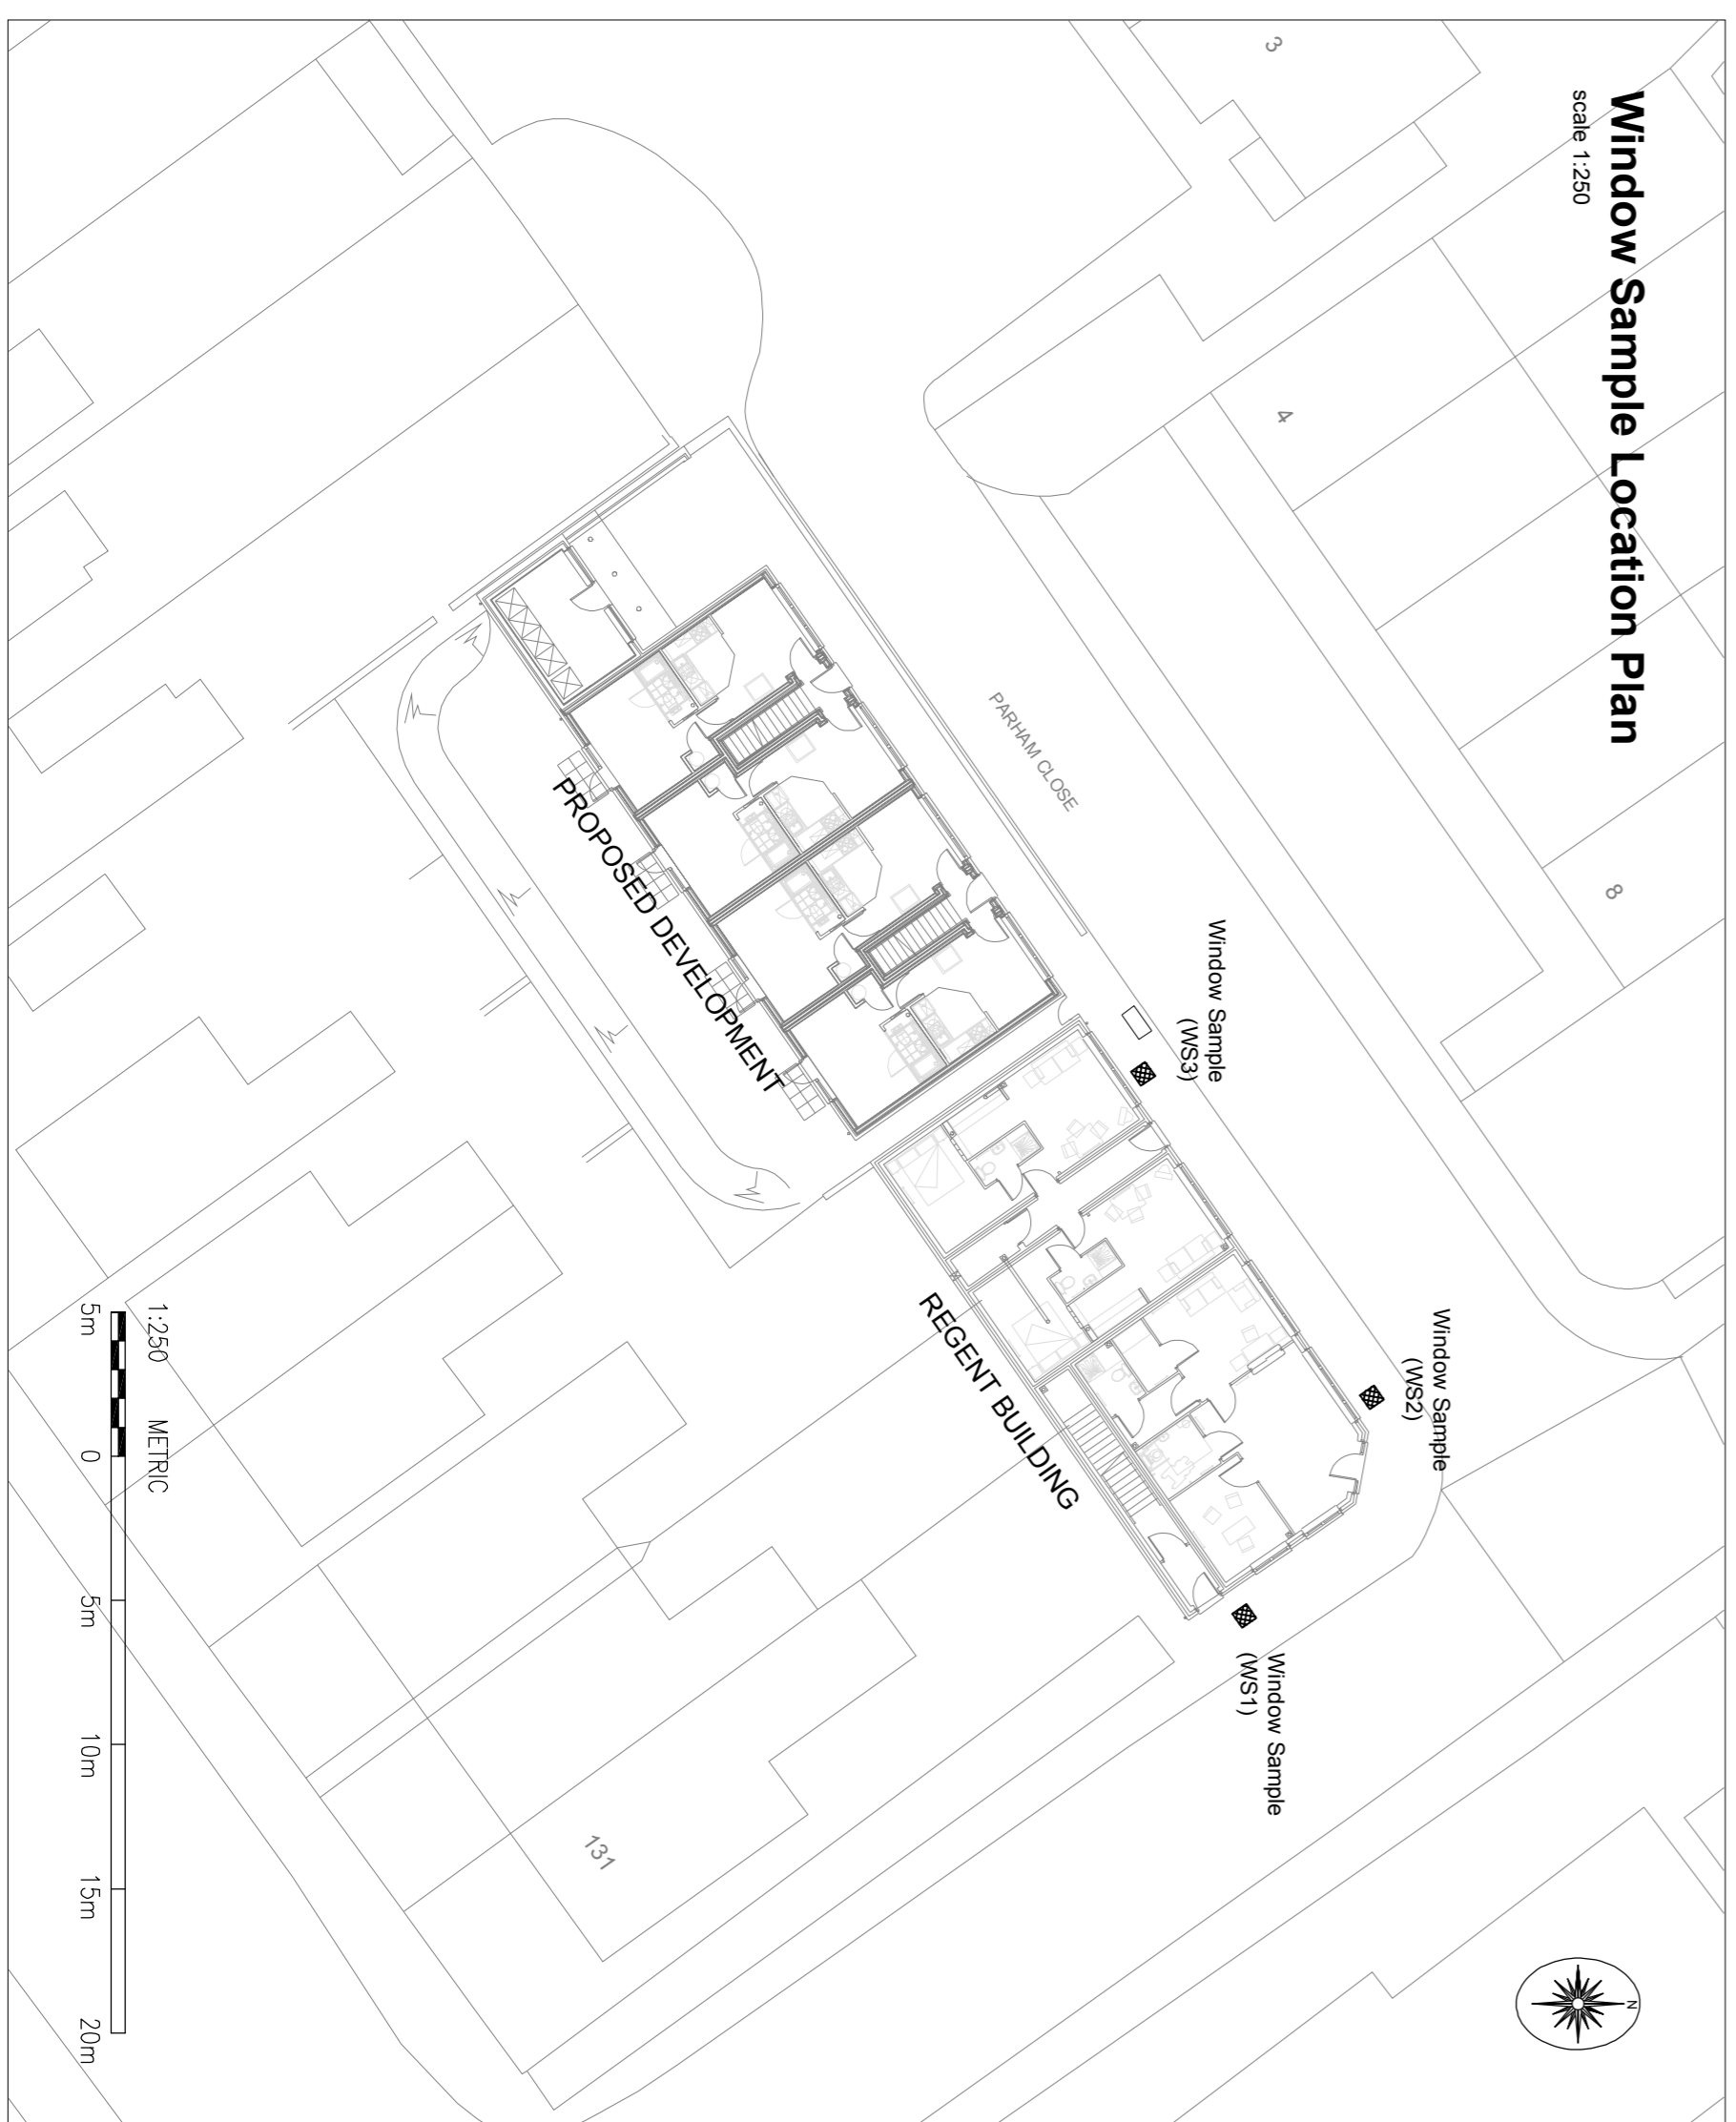 Window Sample Location Plan
scale 1:250
3
4
8
PARHAM CLOSE
Window Sample
(WS3)
Window Sample
(WS2)
Window Sample
(WS1)
PROPOSED DEVELOPMENT
REGENT BUILDING
131
N
1:250 METRIC
5m 0 5m 10m 15m 20m